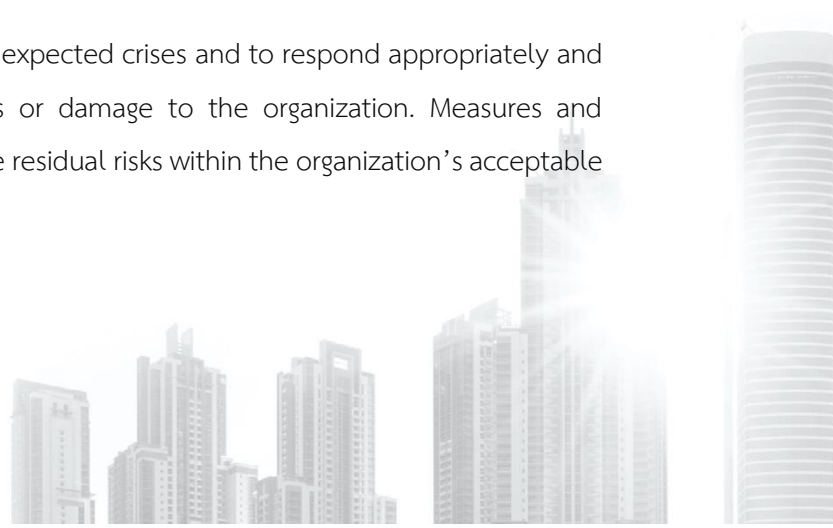 expected crises and to respond appropriately and
or damage to the organization. Measures and
residual risks within the organization’s acceptable